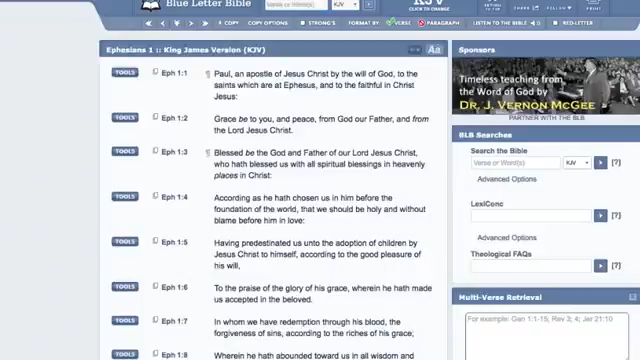 Blue Letter Bible
Verse or Word(s)
KJV
KJV
CLICK TO CHANGE
SHARE
FOLLOW
PRINT
COPY
COPY OPTIONS
STRONG'S
FORMAT BY
VERSE
PARAGRAPH
LISTEN TO THE BIBLE
RED-LETTER
Ephesians 1 :: King James Version (KJV)
Aa
TOOLS Eph 1:1 ¶ Paul, an apostle of Jesus Christ by the will of God, to the
saints which are at Ephesus, and to the faithful in Christ
Jesus:
TOOLS Eph 1:2 Grace be to you, and peace, from God our Father, and from
the Lord Jesus Christ.
TOOLS Eph 1:3 ¶ Blessed be the God and Father of our Lord Jesus Christ,
who hath blessed us with all spiritual blessings in heavenly
places in Christ:
TOOLS Eph 1:4 According as he hath chosen us in him before the
foundation of the world, that we should be holy and without
blame before him in love:
TOOLS Eph 1:5 Having predestinated us unto the adoption of children by
Jesus Christ to himself, according to the good pleasure of
his will,
TOOLS Eph 1:6 To the praise of the glory of his grace, wherein he hath made
us accepted in the beloved.
TOOLS Eph 1:7 In whom we have redemption through his blood, the
forgiveness of sins, according to the riches of his grace;
TOOLS Eph 1:8 Wherein he hath abounded toward us in all wisdom and
Sponsors
Timeless teaching from
the Word of God by
DR. J. VERNON MCGEE
PARTNER WITH THE BLB
BLB Searches
Search the Bible
Verse or Word(s) KJV [?]
Advanced Options
LexiConc
[?]
Advanced Options
Theological FAQs
[?]
Multi-Verse Retrieval
For example: Gen 1:1-15; Rev 3; 4; Jer 21:10